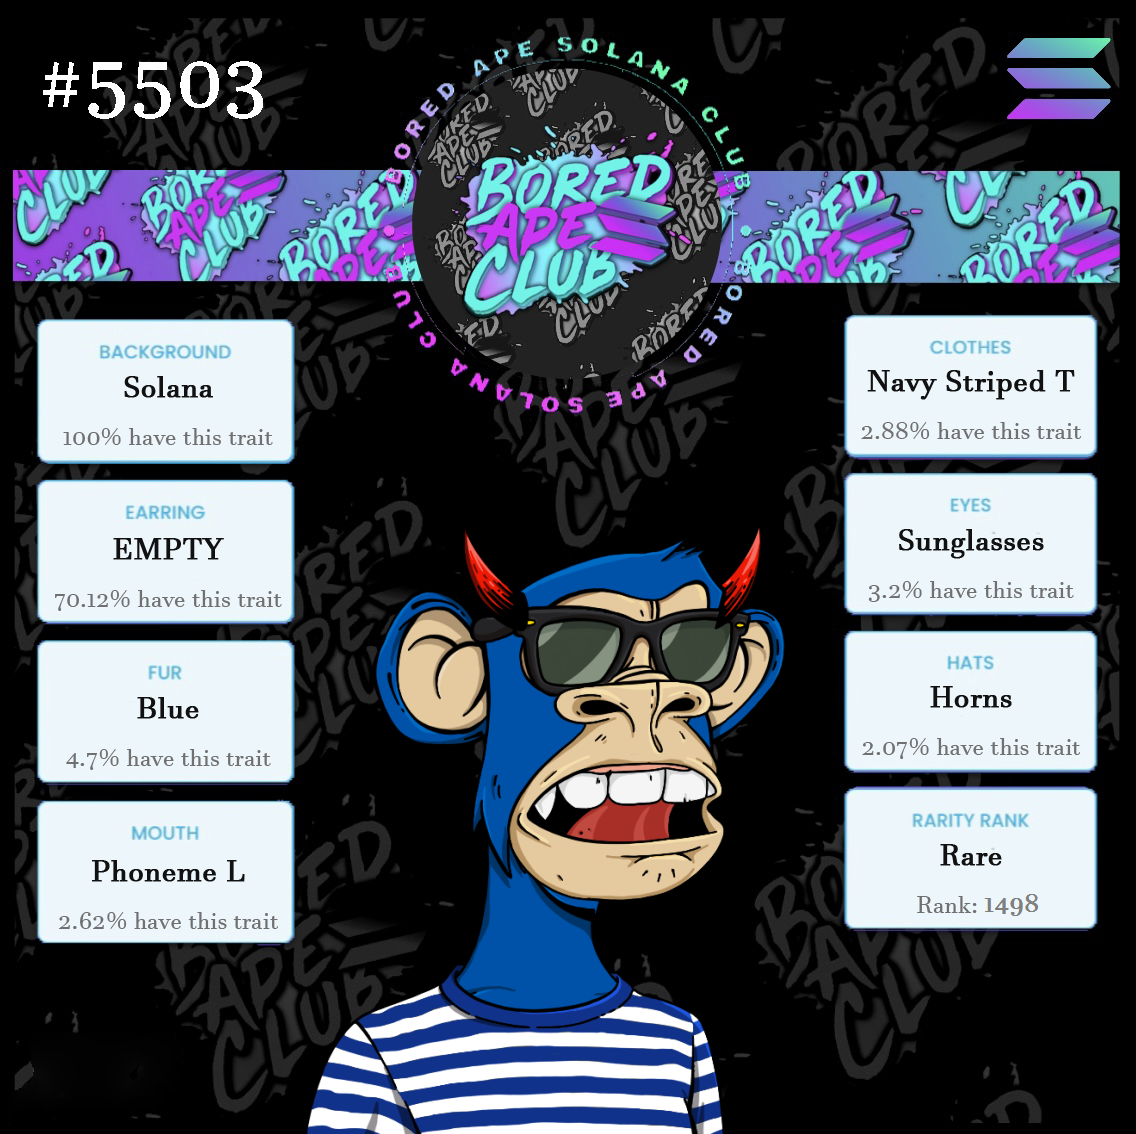 #5503
BORED APE SOLANA CLUB
BORED APE SOLANA CLUB
BORED
APE
CLUB
BACKGROUND
Solana
100% have this trait
EARRING
EMPTY
70.12% have this trait
FUR
Blue
4.7% have this trait
MOUTH
Phoneme L
2.62% have this trait
CLOTHES
Navy Striped T
2.88% have this trait
EYES
Sunglasses
3.2% have this trait
HATS
Horns
2.07% have this trait
RARITY RANK
Rare
Rank: 1498